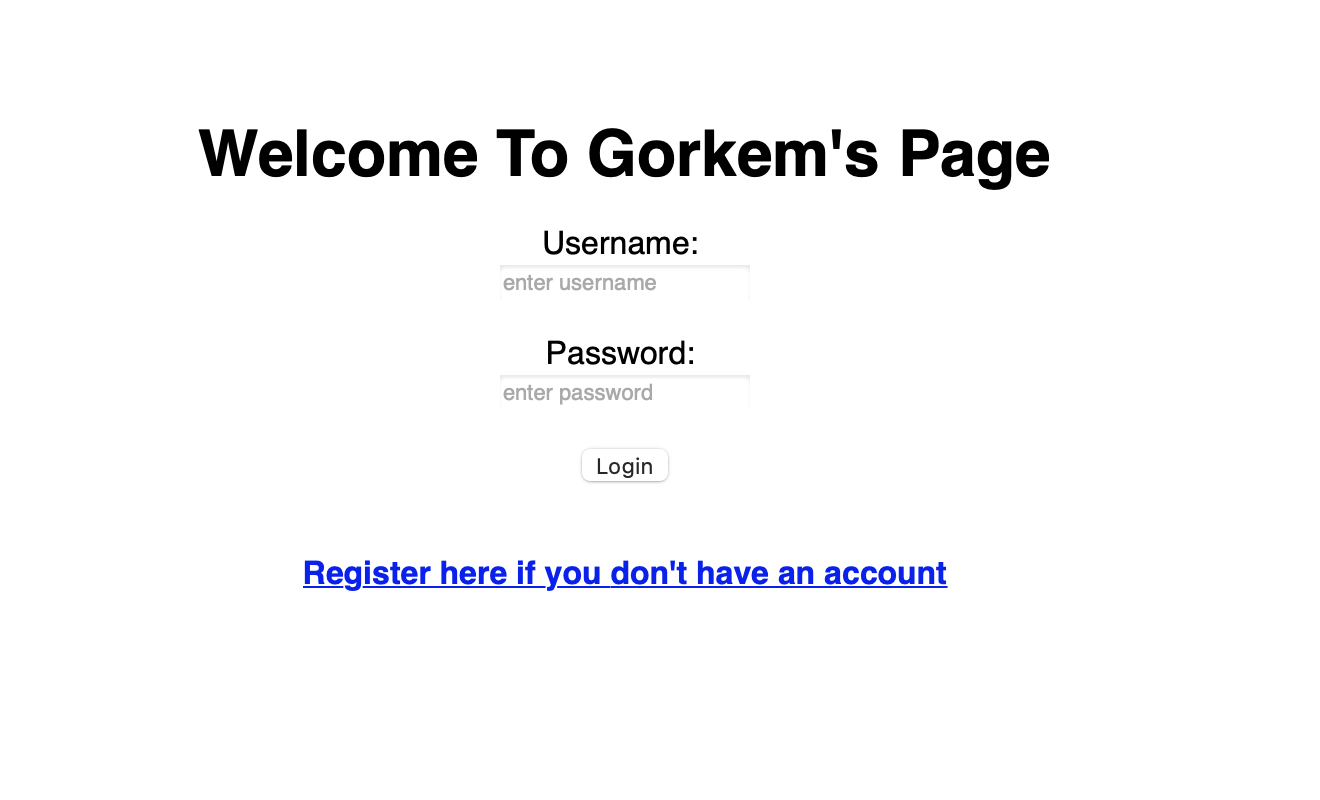 Welcome To Gorkem's Page
Username:
enter username
Password:
enter password
Login
Register here if you don't have an account